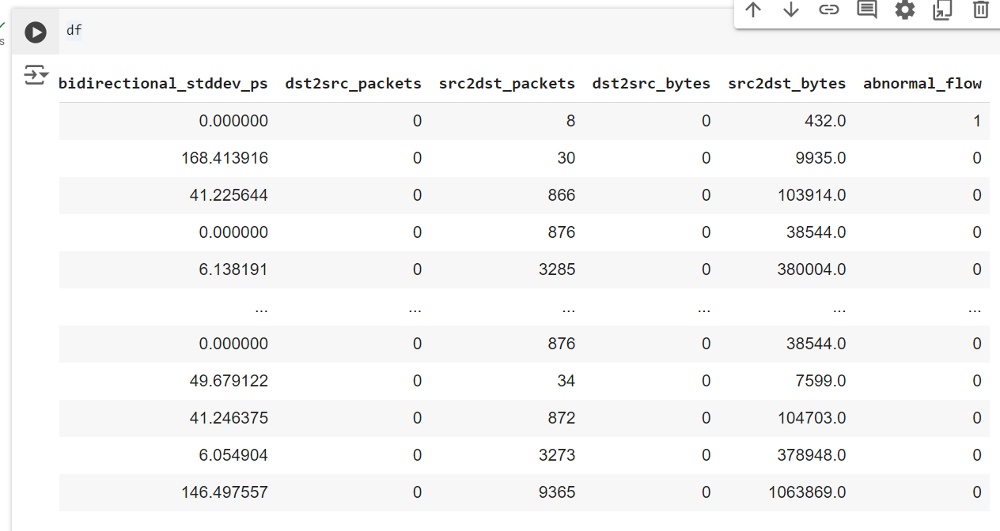 df
s
bidirectional_stddev_ps dst2src_packets src2dst_packets dst2src_bytes src2dst_bytes abnormal_flow
0.000000 0 8 0 432.0 1
168.413916 0 30 0 9935.0 0
41.225644 0 866 0 103914.0 0
0.000000 0 876 0 38544.0 0
6.138191 0 3285 0 380004.0 0
... ... ... ... ... ...
0.000000 0 876 0 38544.0 0
49.679122 0 34 0 7599.0 0
41.246375 0 872 0 104703.0 0
6.054904 0 3273 0 378948.0 0
146.497557 0 9365 0 1063869.0 0